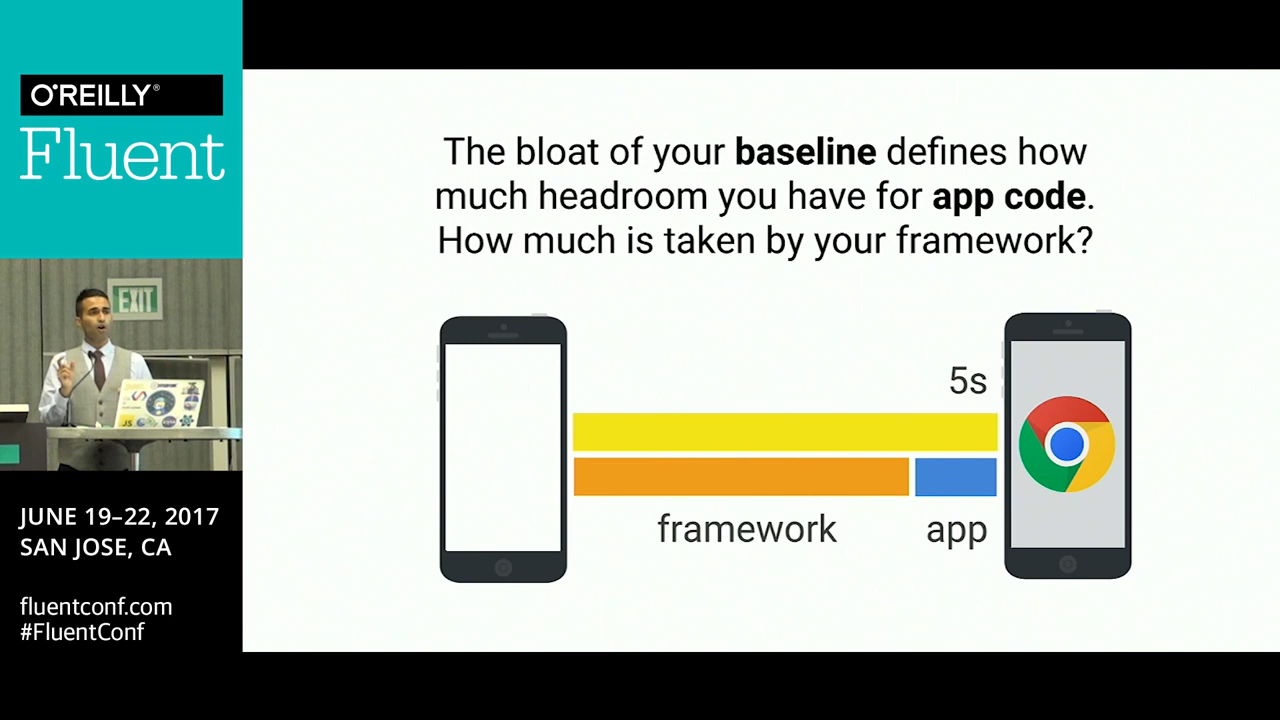 O'REILLY®
Fluent
EXIT
JS
JUNE 19–22, 2017
SAN JOSE, CA
fluentconf.com
#FluentConf
The bloat of your baseline defines how
much headroom you have for app code.
How much is taken by your framework?
5s
framework
app